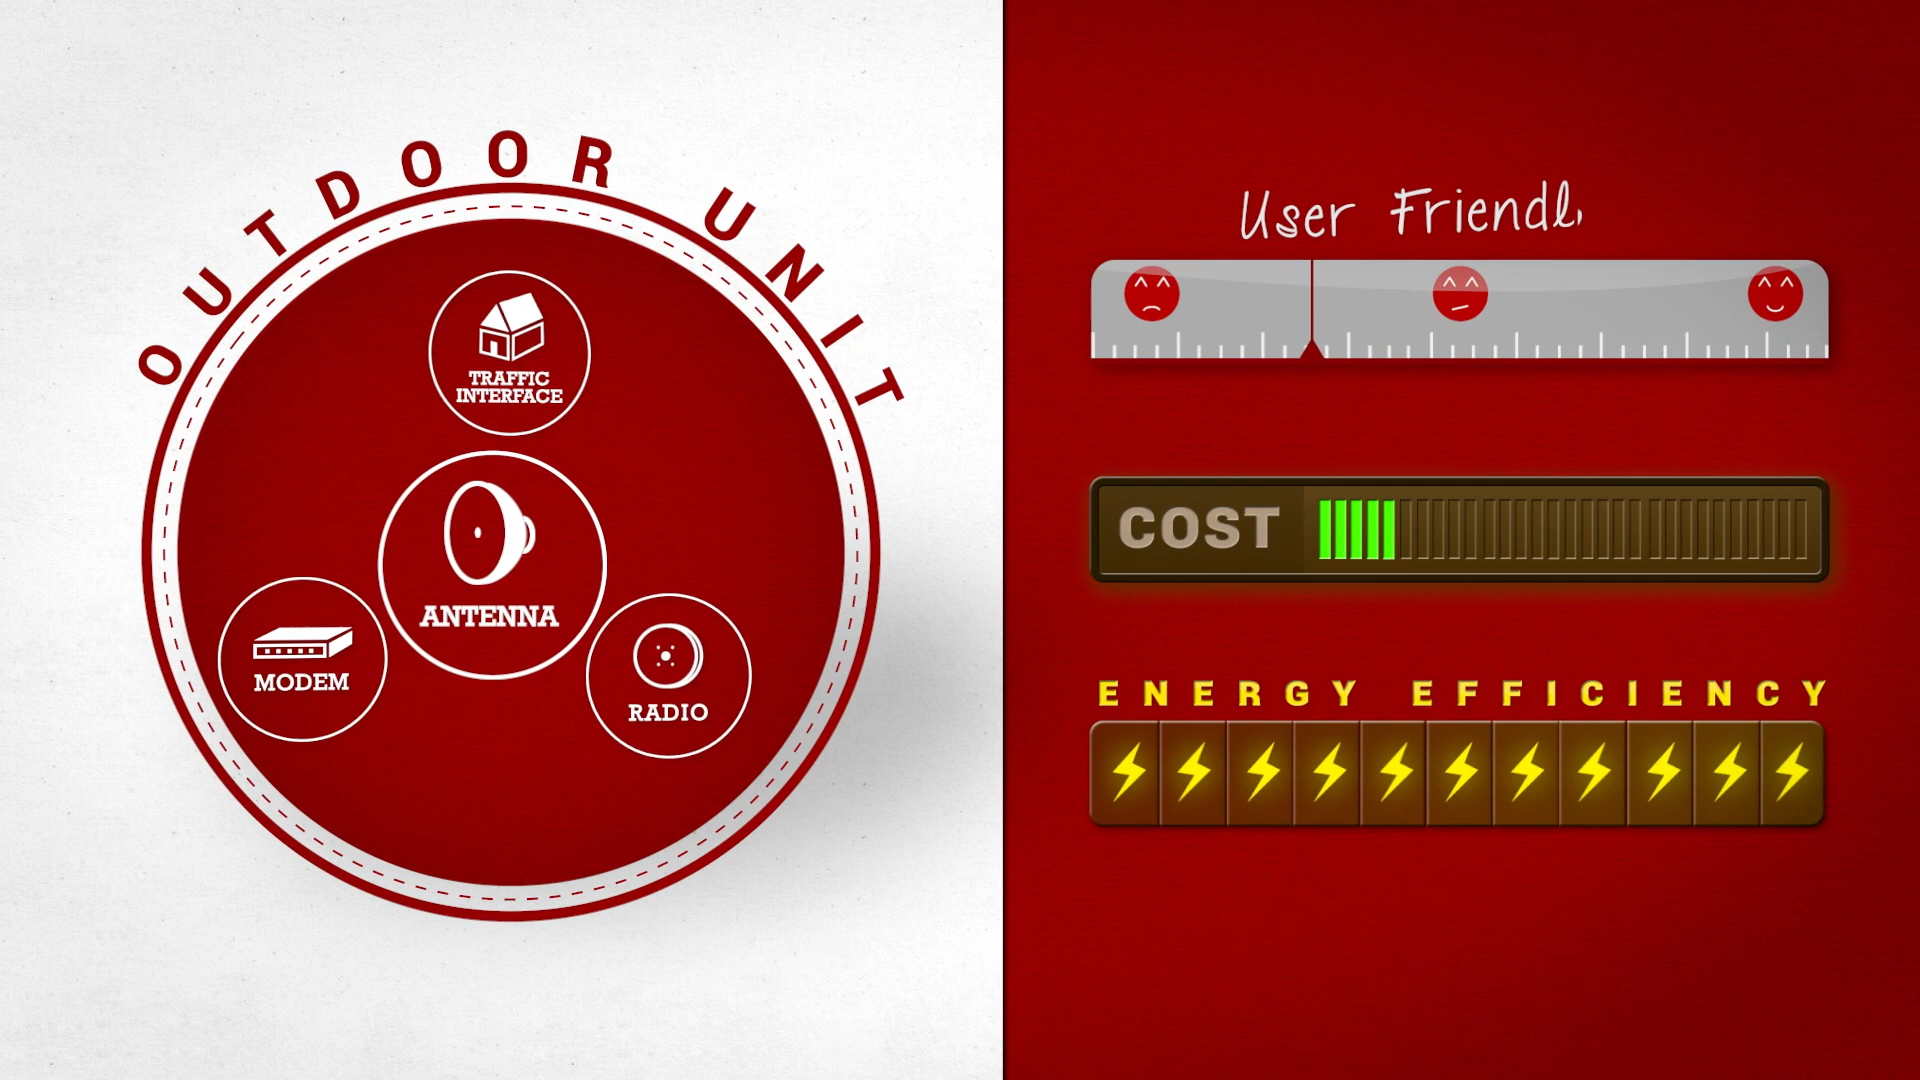 OUTDOOR UNIT
TRAFFIC
INTERFACE
ANTENNA
MODEM
RADIO
User Friendl
COST
ENERGY EFFICIENCY